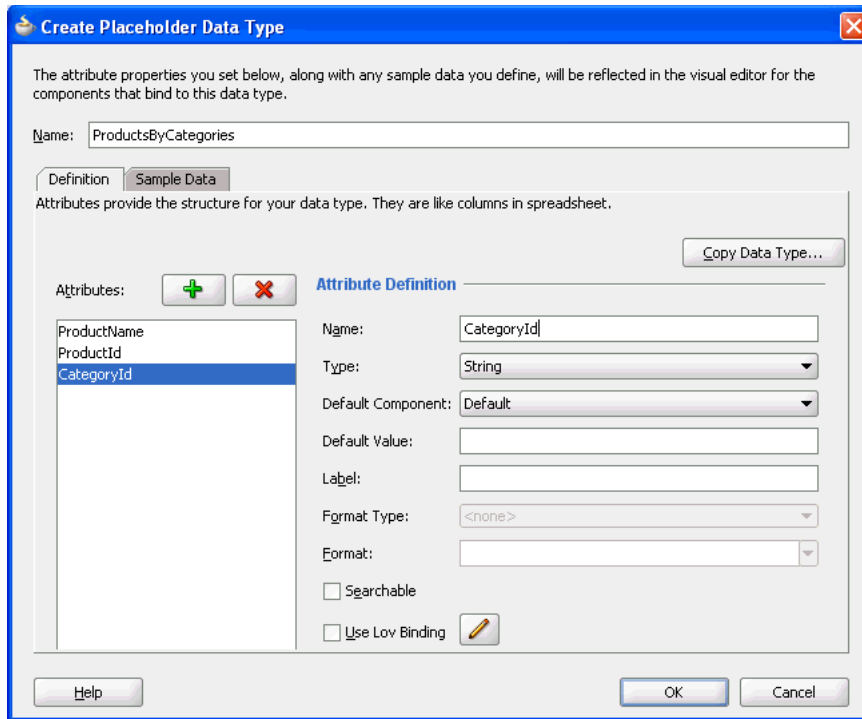 Create Placeholder Data Type
The attribute properties you set below, along with any sample data you define, will be reflected in the visual editor for the
components that bind to this data type.
Name: ProductsByCategories
Definition Sample Data
Attributes provide the structure for your data type. They are like columns in spreadsheet.
Copy Data Type...
Attributes:
ProductName
ProductId
CategoryId
Attribute Definition
Name: CategoryId
Type: String
Default Component: Default
Default Value:
Label:
Format Type: <none>
Format:
Searchable
Use Lov Binding
Help OK Cancel